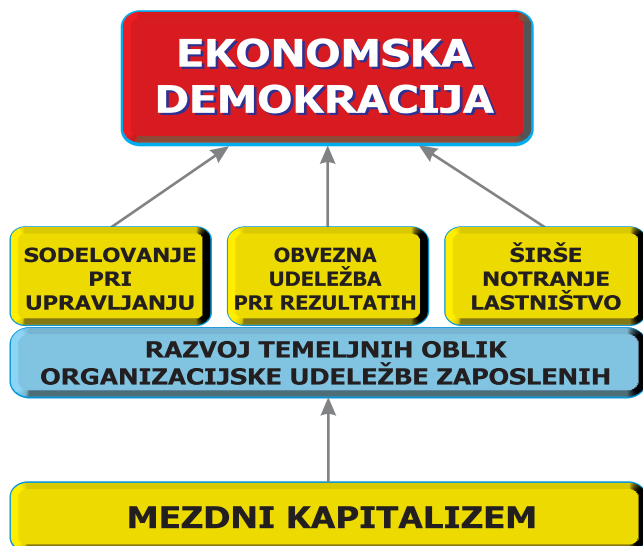 EKONOMSKA
DEMOKRACIJA
SODELOVANJE
PRI
UPRAVLJANJU
OBVEZNA
UDELEŽBA
PRI REZULTATIH
ŠIRŠE
NOTRANJE
LASTNIŠTVO
RAZVOJ TEMELJNIH OBLIK
ORGANIZACIJSKE UDELEŽBE ZAPOSLENIH
MEZDNI KAPITALIZEM